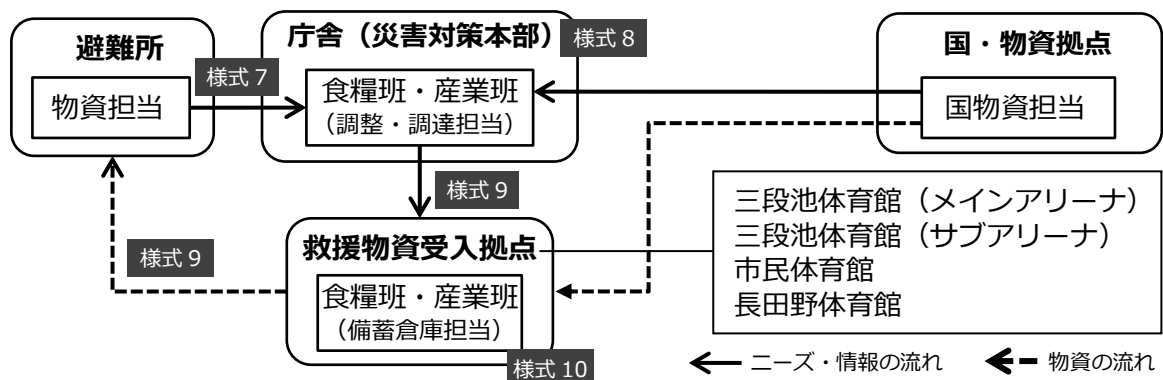 避難所
物資担当
様式7
庁舎（災害対策本部）
様式8
食糧班・産業班
（調整・調達担当）
国・物資拠点
国物資担当
様式9
様式9
救援物資受入拠点
食糧班・産業班
（備蓄倉庫担当）
様式10
三段池体育館（メインアリーナ）
三段池体育館（サブアリーナ）
市民体育館
長田野体育館
ニーズ・情報の流れ
物資の流れ